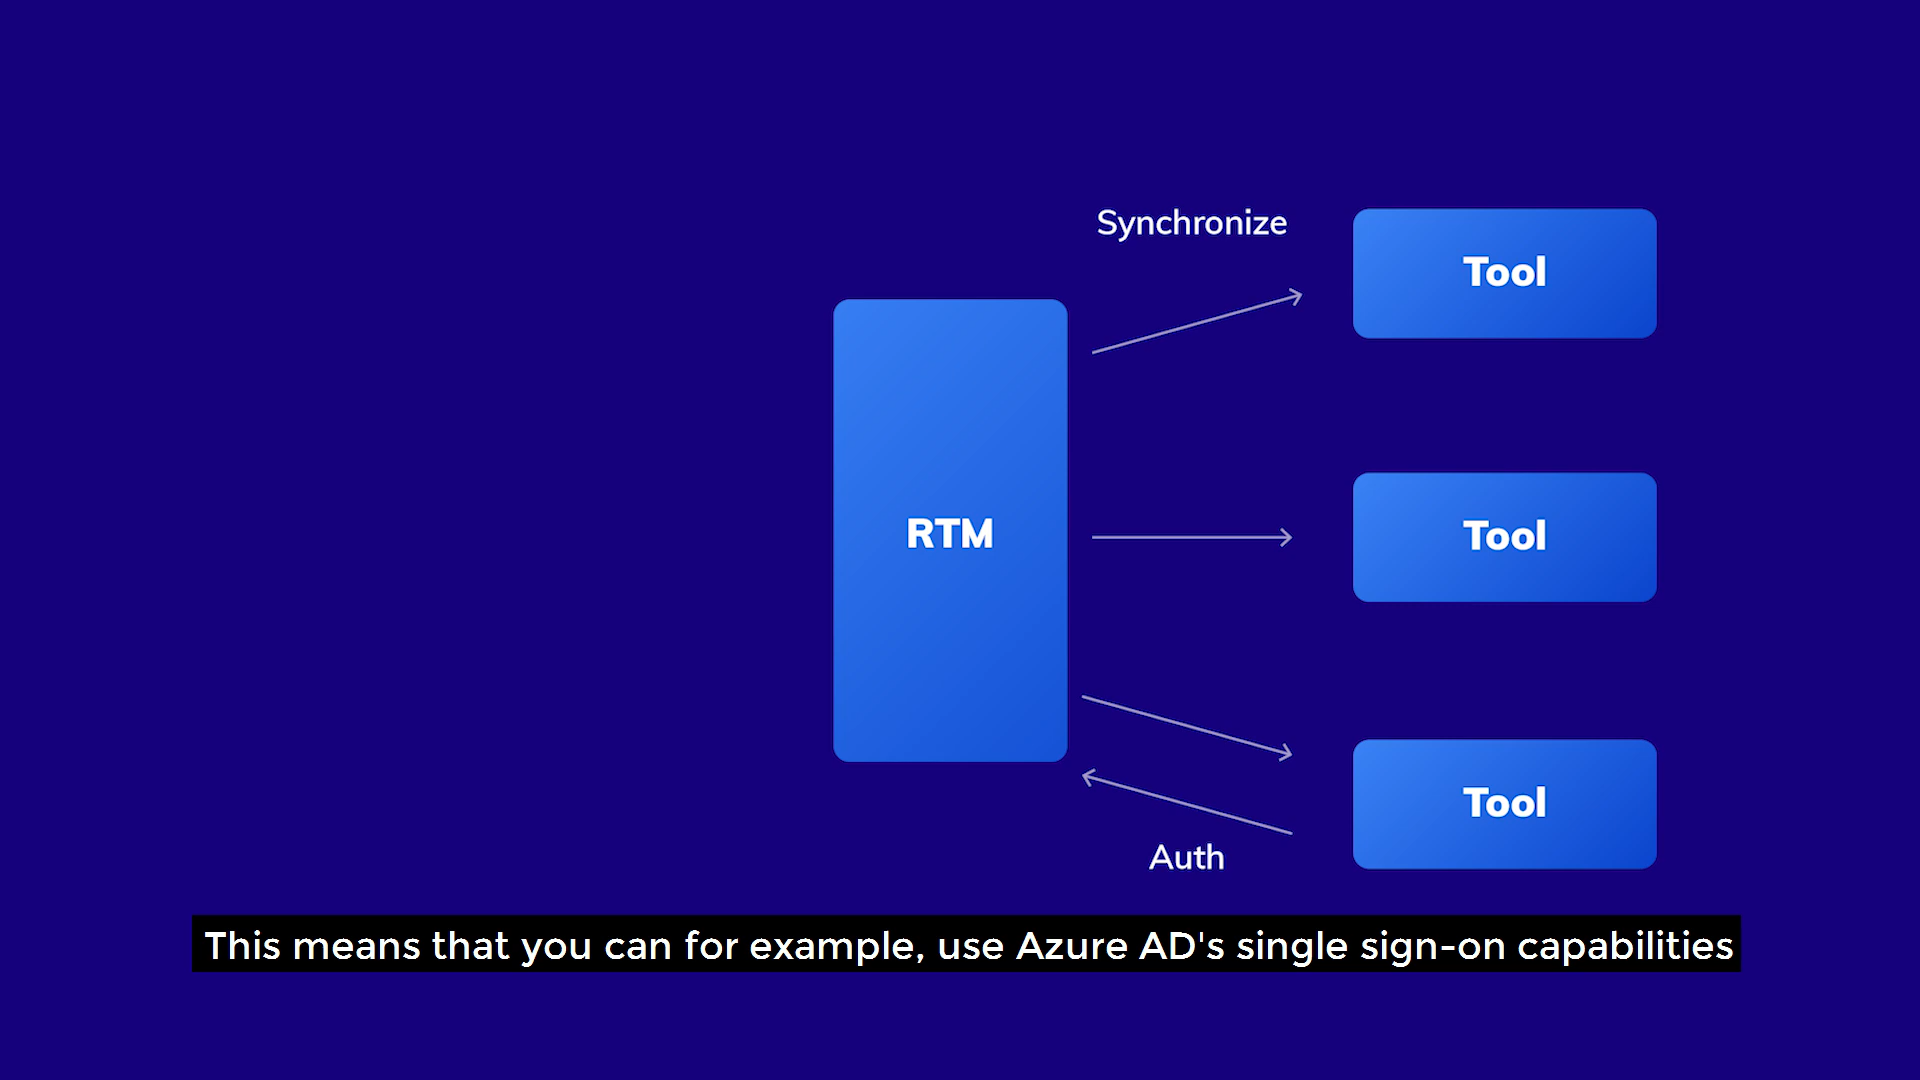 Synchronize
Tool
RTM
Tool
Tool
Auth
This means that you can for example, use Azure AD's single sign-on capabilities